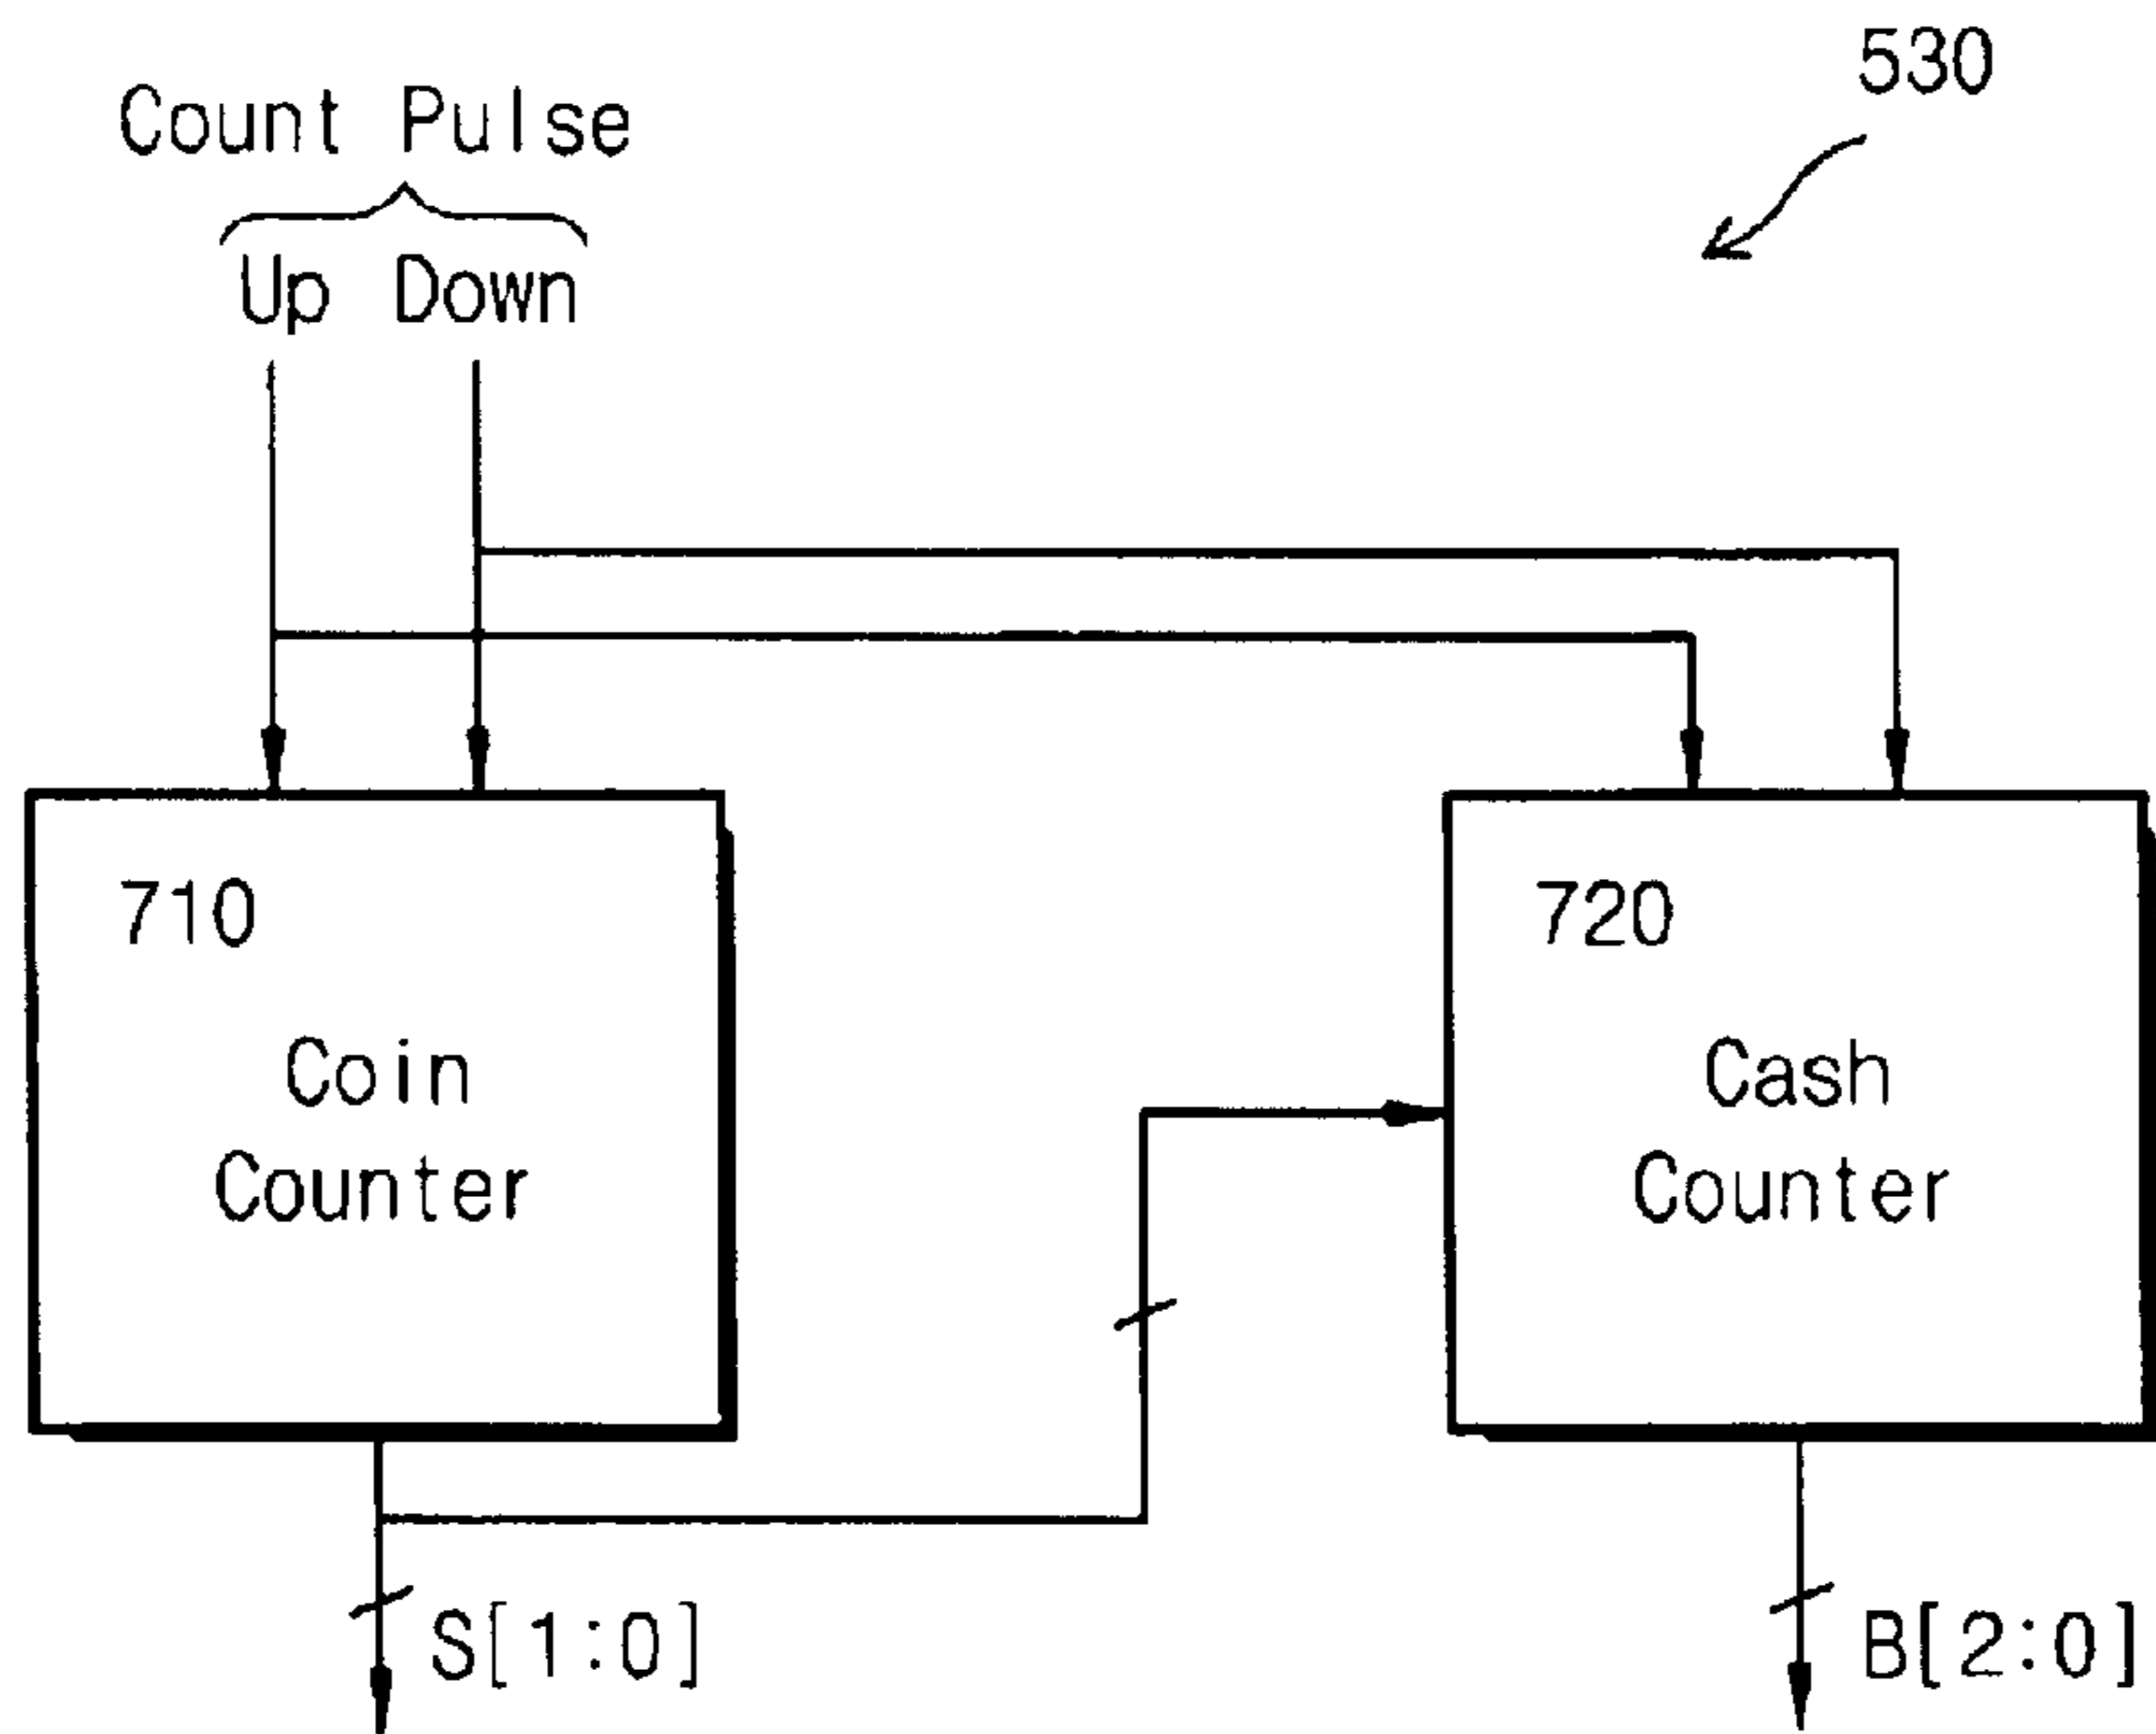 530
Count Pulse
Up Down
710
Coin
Counter
720
Cash
Counter
S[1:0]
B[2:0]